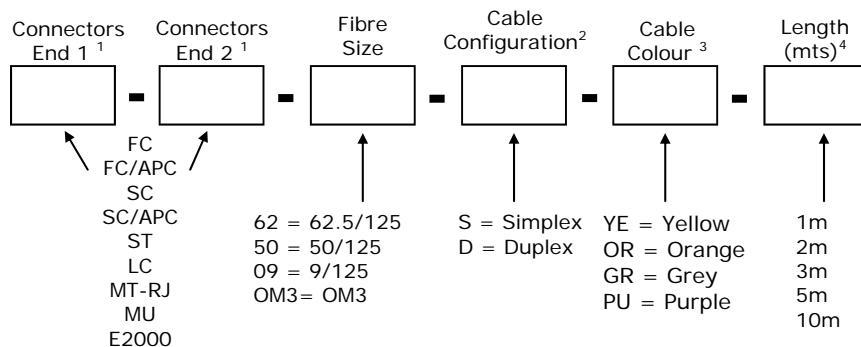 Connectors
End 1 ¹
Connectors
End 2 ¹
Fibre
Size
Cable
Configuration²
Cable
Colour ³
Length
(mts)⁴
- - - - -
FC
FC/APC
SC
SC/APC
ST
LC
MT-RJ
MU
E2000
62 = 62.5/125
50 = 50/125
09 = 9/125
OM3= OM3
S = Simplex
D = Duplex
YE = Yellow
OR = Orange
GR = Grey
PU = Purple
1m
2m
3m
5m
10m